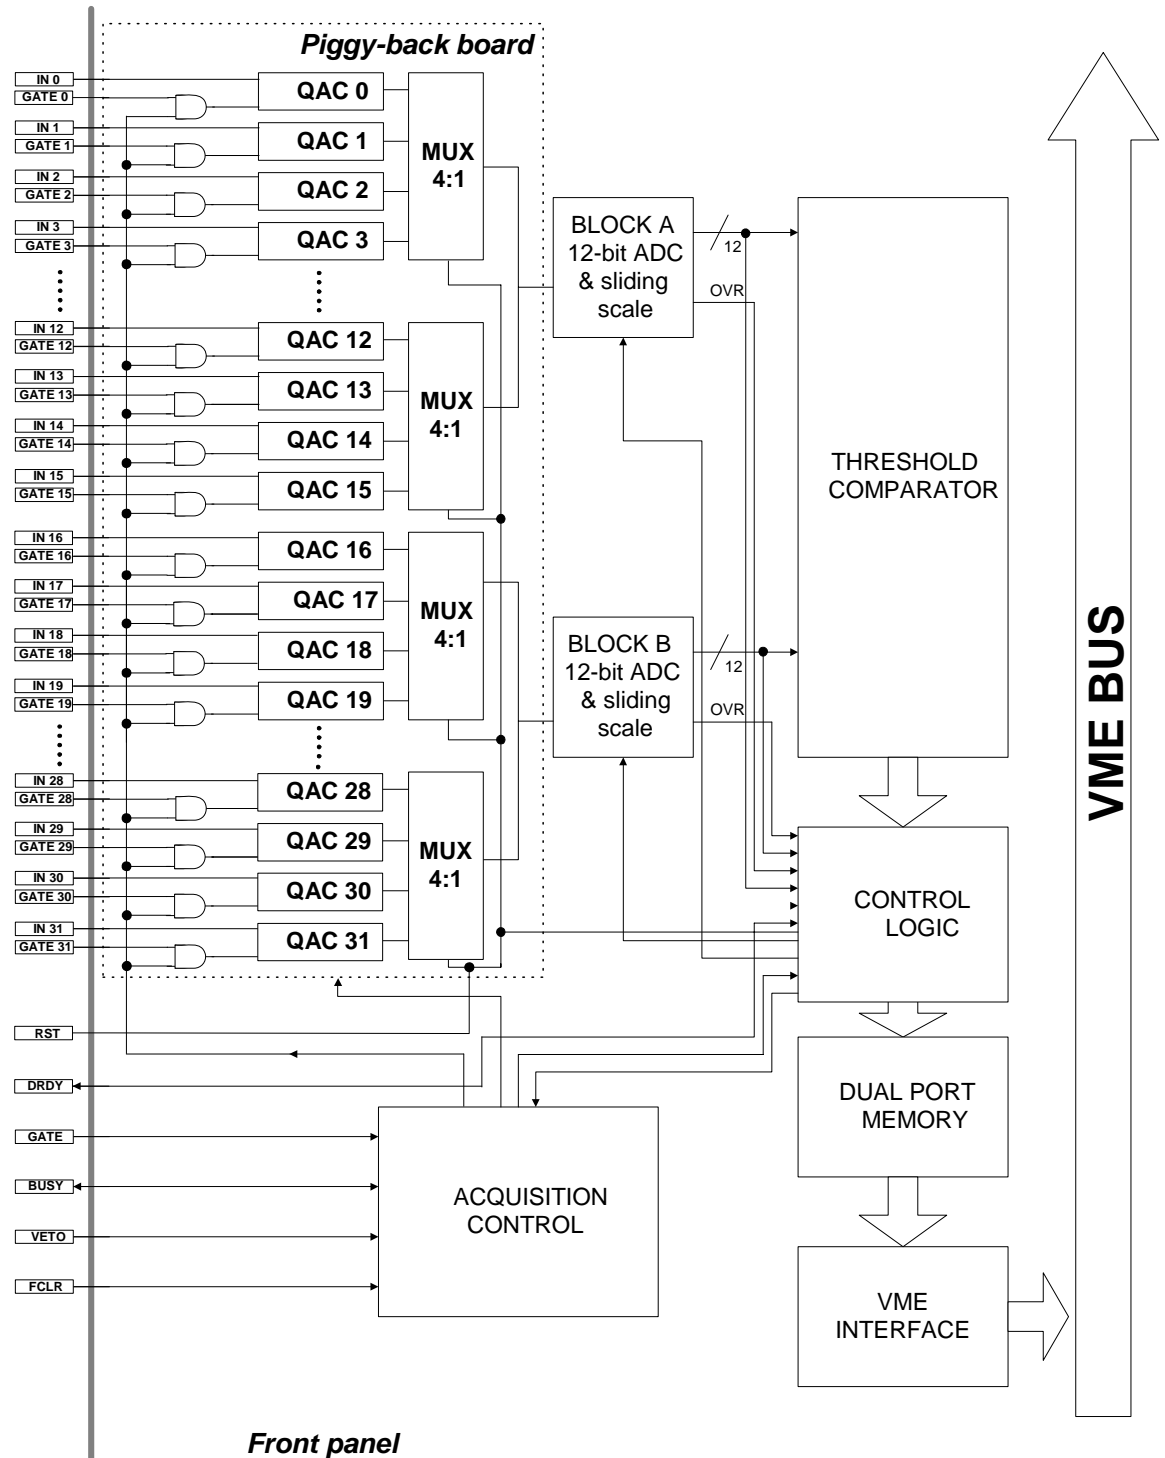 Piggy-back board
IN 0
GATE 0
QAC 0
IN 1
GATE 1
QAC 1
IN 2
GATE 2
QAC 2
IN 3
GATE 3
QAC 3
MUX
4:1
IN 12
GATE 12
QAC 12
IN 13
GATE 13
QAC 13
IN 14
GATE 14
QAC 14
IN 15
GATE 15
QAC 15
MUX
4:1
IN 16
GATE 16
QAC 16
IN 17
GATE 17
QAC 17
IN 18
GATE 18
QAC 18
IN 19
GATE 19
QAC 19
MUX
4:1
IN 28
GATE 28
QAC 28
IN 29
GATE 29
QAC 29
IN 30
GATE 30
QAC 30
IN 31
GATE 31
QAC 31
MUX
4:1
BLOCK A
12-bit ADC
& sliding
scale
12
OVR
BLOCK B
12-bit ADC
& sliding
scale
12
OVR
THRESHOLD
COMPARATOR
CONTROL
LOGIC
DUAL PORT
MEMORY
VME
INTERFACE
VME BUS
RST
DRDY
GATE
BUSY
VETO
FCLR
ACQUISITION
CONTROL
Front panel